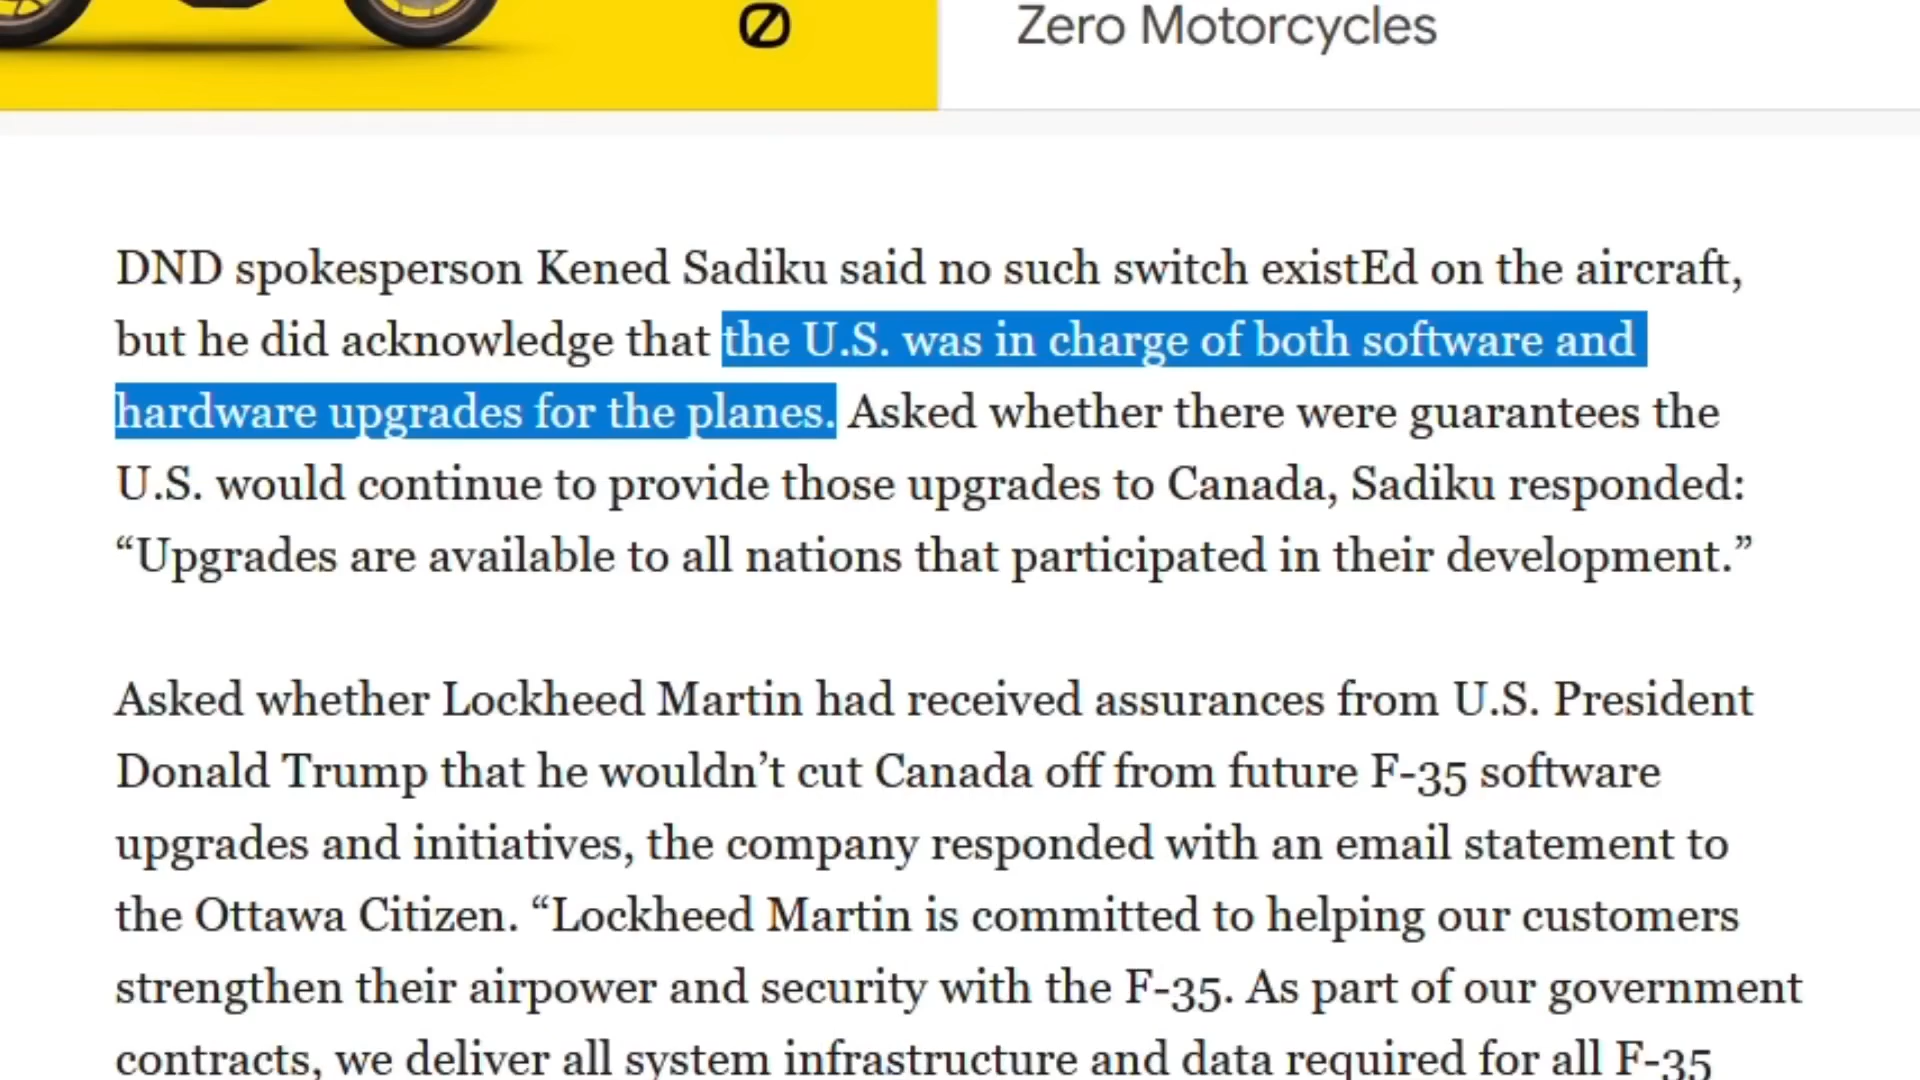 Zero Motorcycles
DND spokesperson Kened Sadiku said no such switch existEd on the aircraft,
but he did acknowledge that the U.S. was in charge of both software and
hardware upgrades for the planes. Asked whether there were guarantees the
U.S. would continue to provide those upgrades to Canada, Sadiku responded:
“Upgrades are available to all nations that participated in their development.”
Asked whether Lockheed Martin had received assurances from U.S. President
Donald Trump that he wouldn’t cut Canada off from future F-35 software
upgrades and initiatives, the company responded with an email statement to
the Ottawa Citizen. “Lockheed Martin is committed to helping our customers
strengthen their airpower and security with the F-35. As part of our government
contracts, we deliver all system infrastructure and data required for all F-35